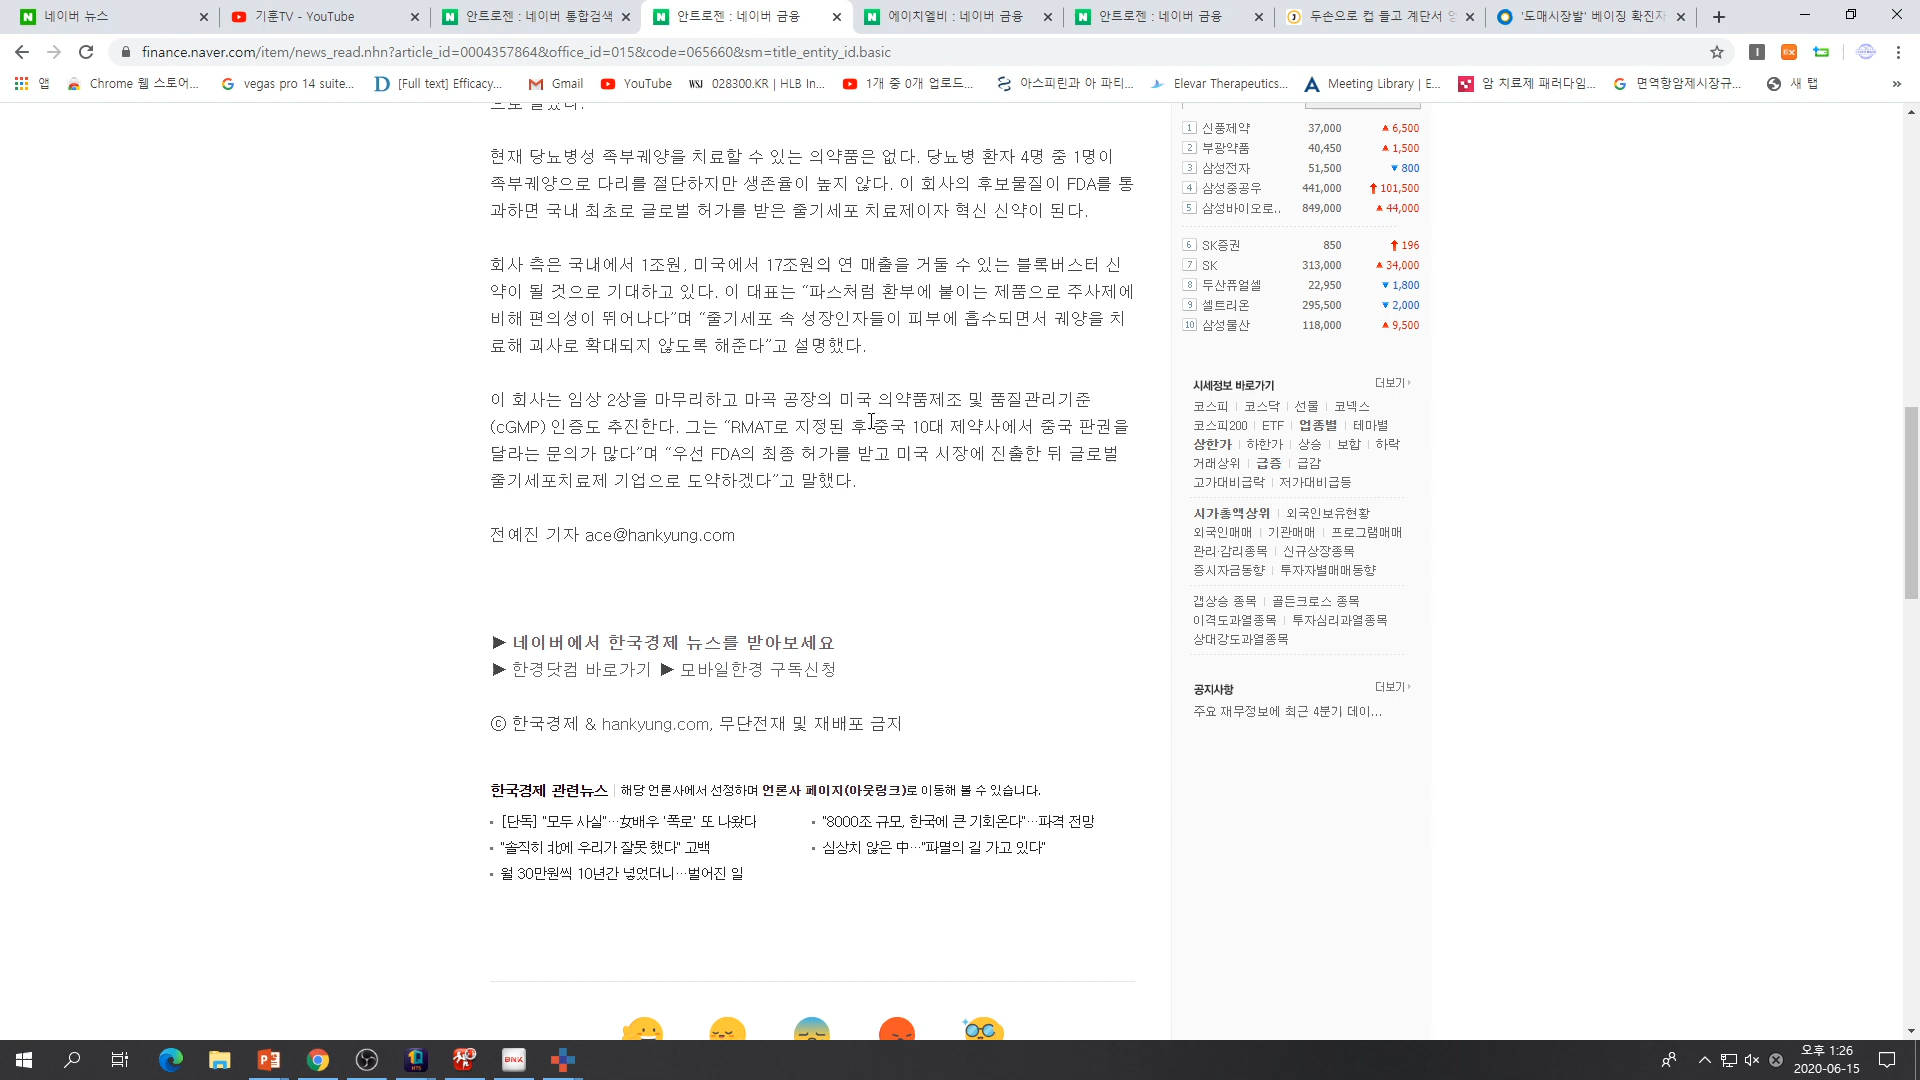 네이버 뉴스
기훈TV - YouTube
안트로젠 : 네이버 통합검색
안트로젠 : 네이버 금융
에이치엘비 : 네이버 금융
안트로젠 : 네이버 금융
두손으로 컵 들고 계단서
'도매시장발' 베이징 확진자
finance.naver.com/item/news_read.nhn?article_id=0004357864&office_id=015&code=065660&sm=title_entity_id.basic
앱
Chrome 웹 스토어...
vegas pro 14 suite...
[Full text] Efficacy...
Gmail
YouTube
WSJ 028300.KR | HLB In...
1개 중 0개 업로드...
아스피린과 아 파티...
Elevar Therapeutics...
Meeting Library | E...
암 치료제 패러다임...
면역항암제시장규...
새 탭
현재 당뇨병성 족부궤양을 치료할 수 있는 의약품은 없다. 당뇨병 환자 4명 중 1명이
족부궤양으로 다리를 절단하지만 생존율이 높지 않다. 이 회사의 후보물질이 FDA를 통
과하면 국내 최초로 글로벌 허가를 받은 줄기세포 치료제이자 혁신 신약이 된다.
회사 측은 국내에서 1조원, 미국에서 17조원의 연 매출을 거둘 수 있는 블록버스터 신
약이 될 것으로 기대하고 있다. 이 대표는 “파스처럼 환부에 붙이는 제품으로 주사제에
비해 편의성이 뛰어나다”며 “줄기세포 속 성장인자들이 피부에 흡수되면서 궤양을 치
료해 괴사로 확대되지 않도록 해준다”고 설명했다.
이 회사는 임상 2상을 마무리하고 마곡 공장의 미국 의약품제조 및 품질관리기준
(cGMP) 인증도 추진한다. 그는 “RMAT로 지정된 후 중국 10대 제약사에서 중국 판권을
달라는 문의가 많다”며 “우선 FDA의 최종 허가를 받고 미국 시장에 진출한 뒤 글로벌
줄기세포치료제 기업으로 도약하겠다”고 말했다.
전예진 기자 ace@hankyung.com
▶ 네이버에서 한국경제 뉴스를 받아보세요
▶ 한경닷컴 바로가기 ▶ 모바일한경 구독신청
ⓒ 한국경제 & hankyung.com, 무단전재 및 재배포 금지
한국경제 관련뉴스 | 해당 언론사에서 선정하며 언론사 페이지(아웃링크)로 이동해 볼 수 있습니다.
[단독] "모두 사실"…女배우 '폭로' 또 나왔다
"8000조 규모, 한국에 큰 기회온다"…파격 전망
"솔직히 北에 우리가 잘못 했다" 고백
심상치 않은 中…"파멸의 길 가고 있다"
월 30만원씩 10년간 넣었더니…벌어진 일
1 신풍제약 37,000 ▲ 6,500
2 부광약품 40,450 ▲ 1,500
3 삼성전자 51,500 ▼ 800
4 삼성중공우 441,000 ↑ 101,500
5 삼성바이오로.. 849,000 ▲ 44,000
6 SK증권 850 ↑ 196
7 SK 313,000 ▲ 34,000
8 두산퓨얼셀 22,950 ▼ 1,800
9 셀트리온 295,500 ▼ 2,000
10 삼성물산 118,000 ▲ 9,500
시세정보 바로가기 더보기
코스피 | 코스닥 | 선물 | 코넥스
코스피200 | ETF | 업종별 | 테마별
상한가 | 하한가 | 상승 | 보합 | 하락
거래상위 | 급증 | 급감
고가대비급락 | 저가대비급등
시가총액상위 | 외국인보유현황
외국인매매 | 기관매매 | 프로그램매매
관리·감리종목 | 신규상장종목
증시자금동향 | 투자자별매매동향
갭상승 종목 | 골든크로스 종목
이격도과열종목 | 투자심리과열종목
상대강도과열종목
공지사항 더보기
주요 재무정보에 최근 4분기 데이...
HTS
BNK
오후 1:26
2020-06-15